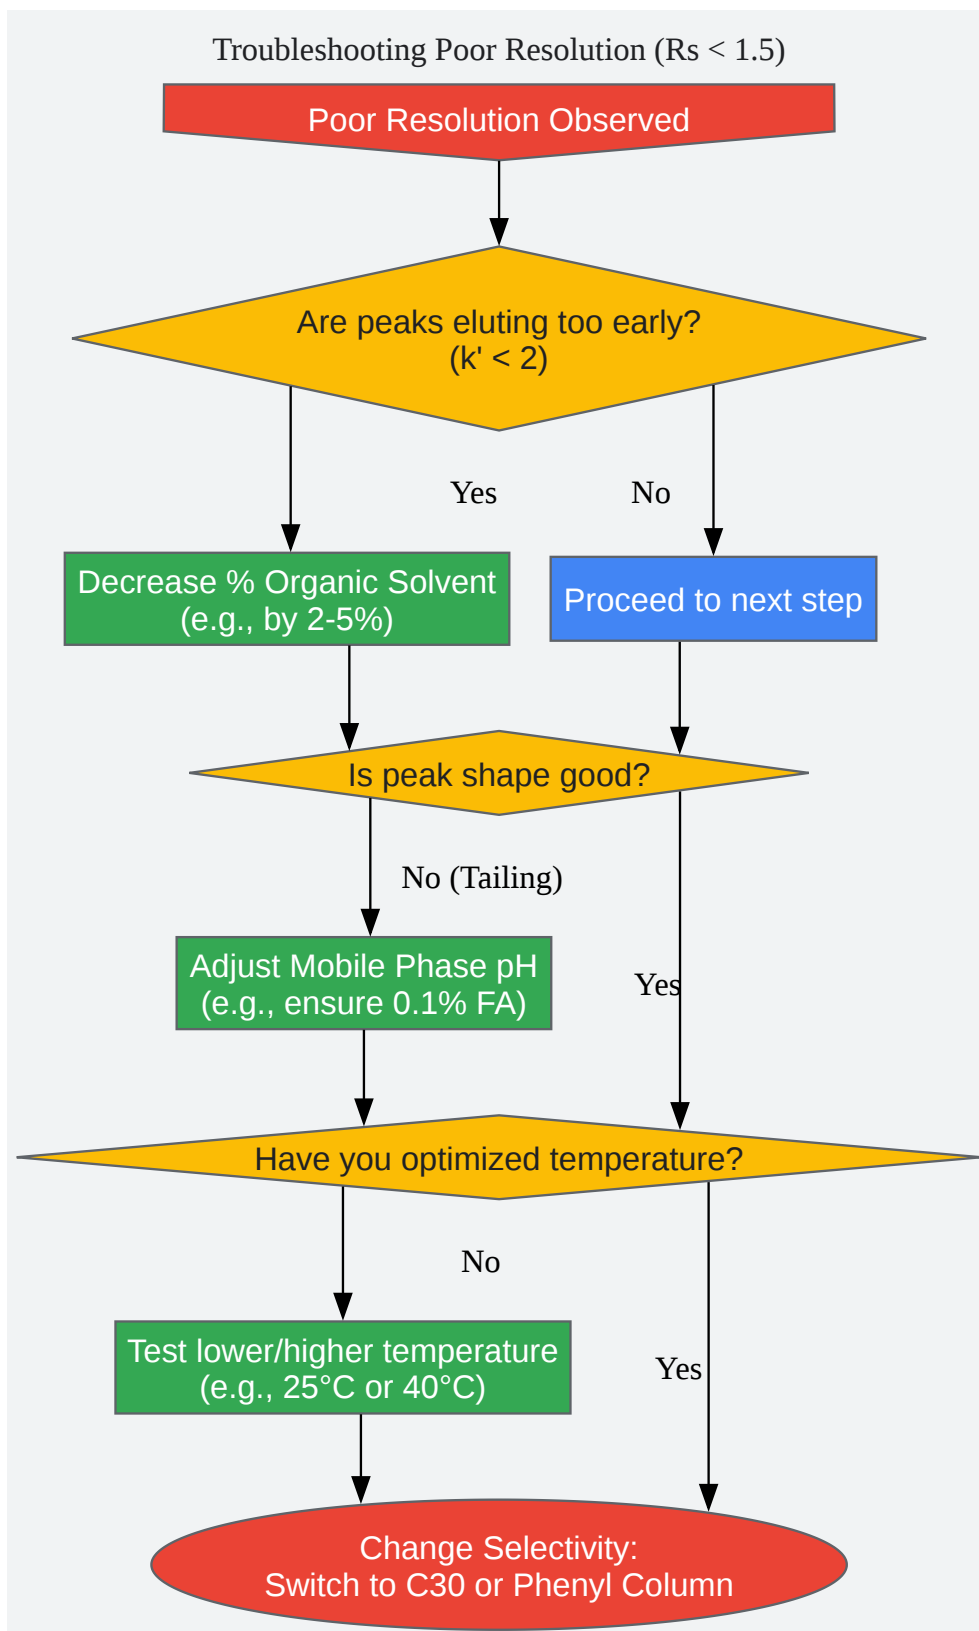 Troubleshooting Poor Resolution (Rs < 1.5)
Poor Resolution Observed
Are peaks eluting too early?
(k' < 2)
Yes
No
Decrease % Organic Solvent
(e.g., by 2-5%)
Proceed to next step
Is peak shape good?
No (Tailing)
Adjust Mobile Phase pH
(e.g., ensure 0.1% FA)
Yes
Have you optimized temperature?
No
Test lower/higher temperature
(e.g., 25°C or 40°C)
Yes
Change Selectivity:
Switch to C30 or Phenyl Column